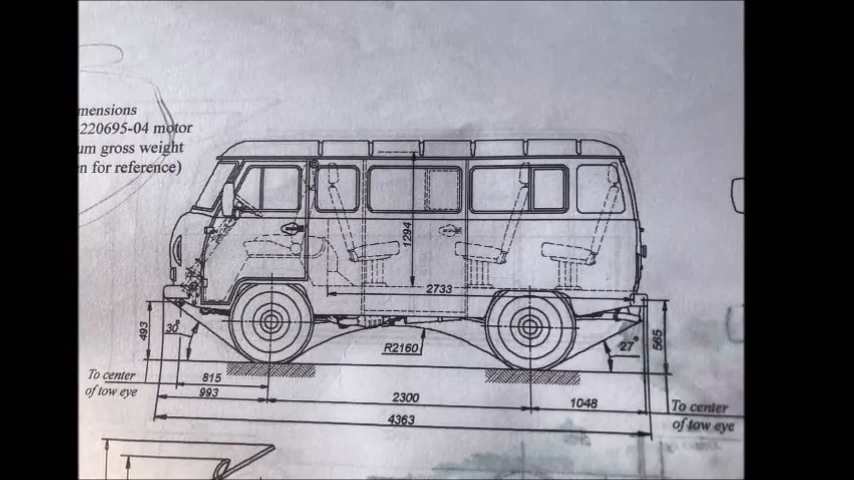 mensions
220695-04 motor
um gross weight
n for reference)
1294
2733
493
30°
R2160
27°
565
To center
of tow eye
815
993
2300
1048
4363
To center
of tow eye